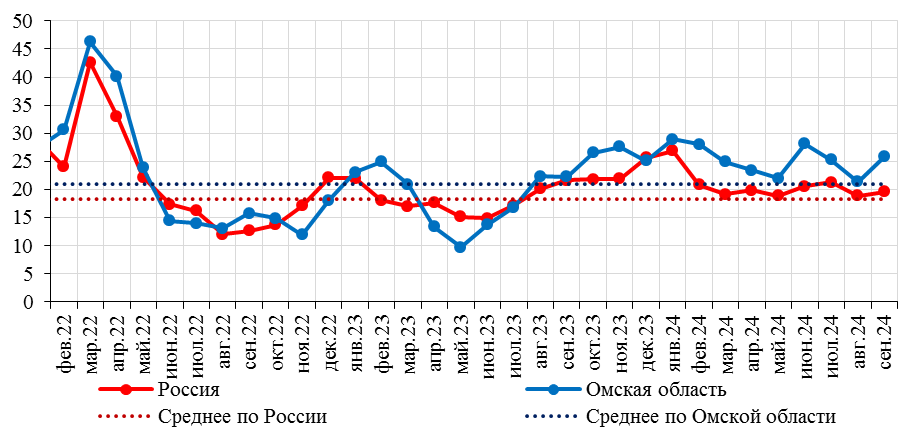 50
45
40
35
30
25
20
15
10
5
0
фев.22
мар.22
апр.22
май.22
июн.22
июл.22
авг.22
сен.22
окт.22
ноя.22
дек.22
янв.23
фев.23
мар.23
апр.23
май.23
июн.23
июл.23
авг.23
сен.23
окт.23
ноя.23
дек.23
янв.24
фев.24
мар.24
апр.24
май.24
июн.24
июл.24
авг.24
сен.24
Россия Омская область
Среднее по России Среднее по Омской области